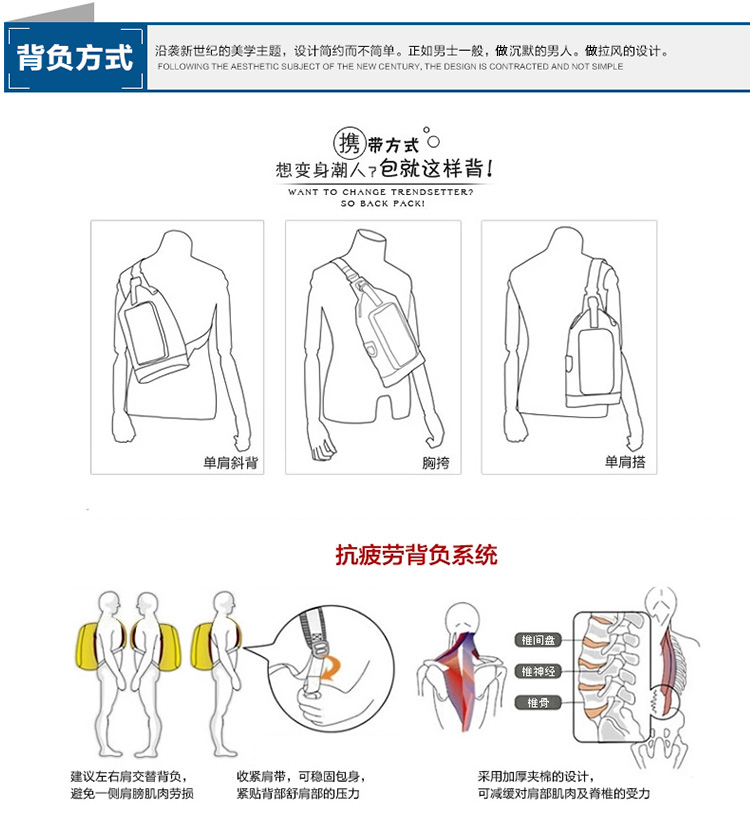 背负方式
沿袭新世纪的美学主题，设计简约而不简单。正如男士一般，做沉默的男人。做拉风的设计。
FOLLOWING THE AESTHETIC SUBJECT OF THE NEW CENTURY, THE DESIGN IS CONTRACTED AND NOT SIMPLE
携带方式
想变身潮人？包就这样背！
WANT TO CHANGE TRENDSETTER?
SO BACK PACK!
单肩斜背
胸挎
单肩搭
抗疲劳背负系统
椎间盘
椎神经
椎骨
建议左右肩交替背负，
避免一侧肩膀肌肉劳损
收紧肩带，可稳固包身，
紧贴背部舒肩部的压力
采用加厚夹棉的设计，
可减缓对肩部肌肉及脊椎的受力